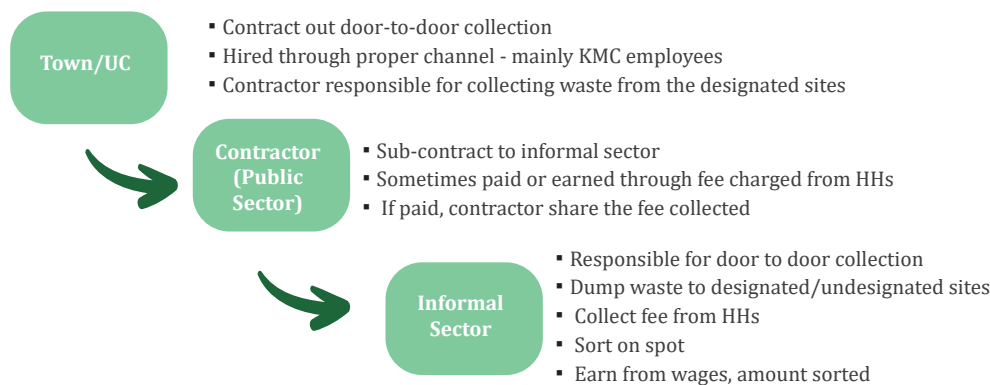 Town/UC
▪ Contract out door-to-door collection
▪ Hired through proper channel - mainly KMC employees
▪ Contractor responsible for collecting waste from the designated sites
Contractor
(Public
Sector)
▪ Sub-contract to informal sector
▪ Sometimes paid or earned through fee charged from HHs
▪ If paid, contractor share the fee collected
Informal
Sector
▪ Responsible for door to door collection
▪ Dump waste to designated/undesignated sites
▪ Collect fee from HHs
▪ Sort on spot
▪ Earn from wages, amount sorted